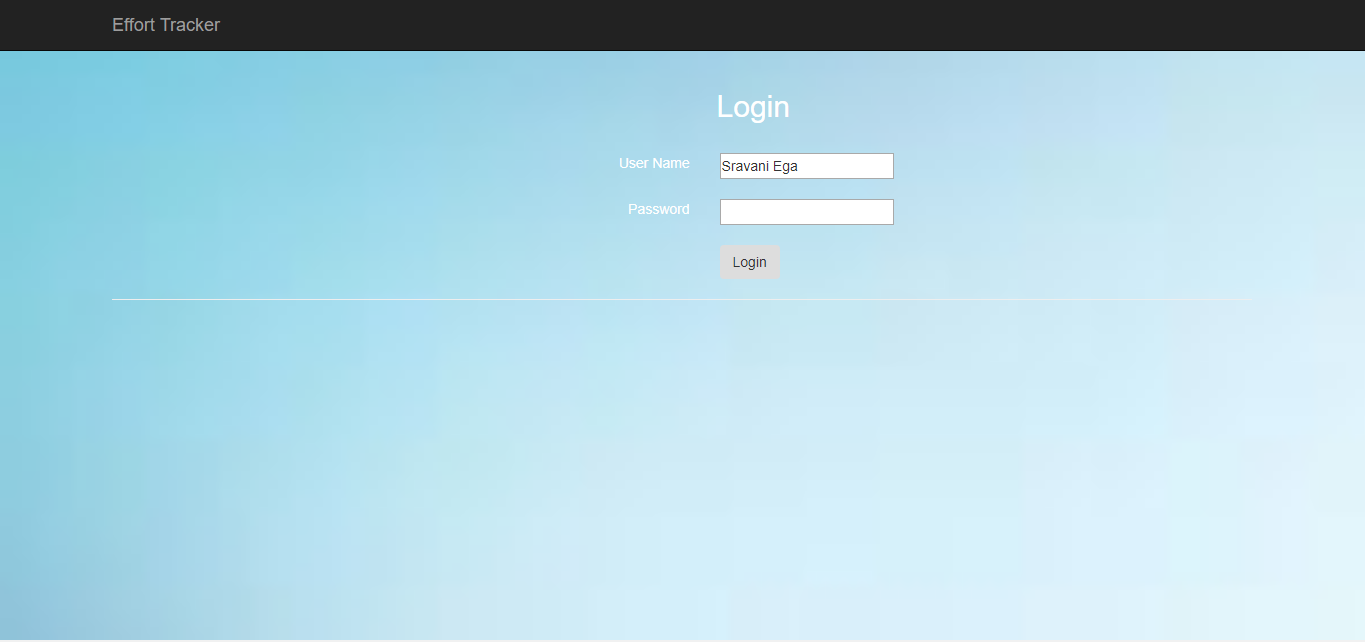 Effort Tracker
Login
User Name Sravani Ega
Password
Login